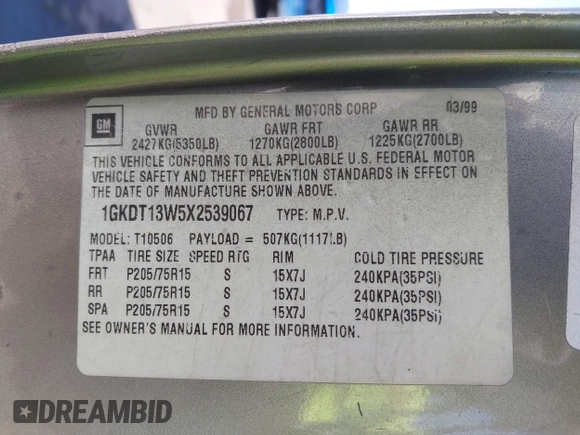 MFD BY GENERAL MOTORS CORP 03/99
GM
GVWR GAWR FRT GAWR RR
2427KG(5350LB) 1270KG(2800LB) 1225KG(2700LB)
THIS VEHICLE CONFORMS TO ALL APPLICABLE U.S. FEDERAL MOTOR
VEHICLE SAFETY AND THEFT PREVENTION STANDARDS IN EFFECT ON
THE DATE OF MANUFACTURE SHOWN ABOVE.
1GKDT13W5X2539067 TYPE: M.P.V.
MODEL: T10506 PAYLOAD = 507KG(1117LB)
TPAA TIRE SIZE SPEED RTG RIM COLD TIRE PRESSURE
FRT P205/75R15 S 15X7J 240KPA(35PSI)
RR P205/75R15 S 15X7J 240KPA(35PSI)
SPA P205/75R15 S 15X7J 240KPA(35PSI)
SEE OWNER'S MANUAL FOR MORE INFORMATION.
DREAMBID